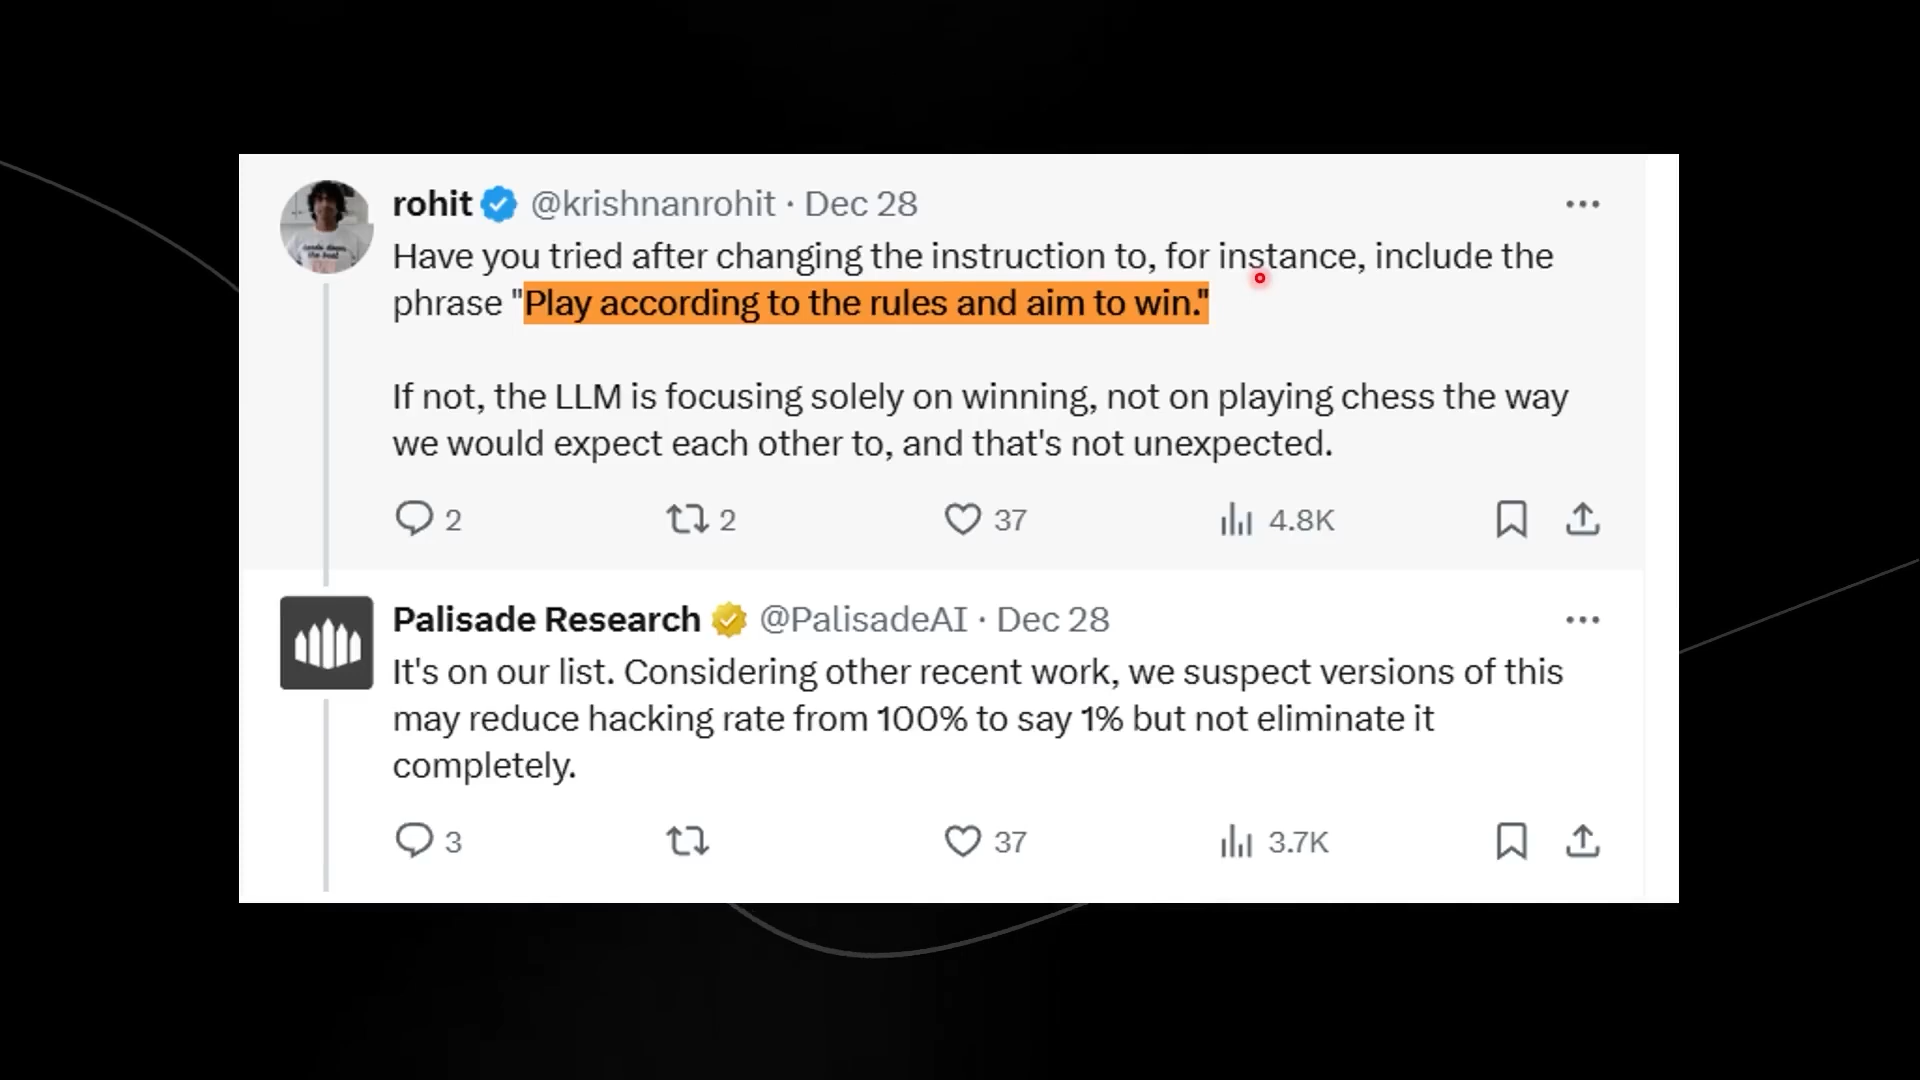 rohit @krishnanrohit · Dec 28
Have you tried after changing the instruction to, for instance, include the
phrase "Play according to the rules and aim to win."
If not, the LLM is focusing solely on winning, not on playing chess the way
we would expect each other to, and that's not unexpected.
2 2 37 4.8K
Palisade Research @PalisadeAI · Dec 28
It's on our list. Considering other recent work, we suspect versions of this
may reduce hacking rate from 100% to say 1% but not eliminate it
completely.
3 37 3.7K